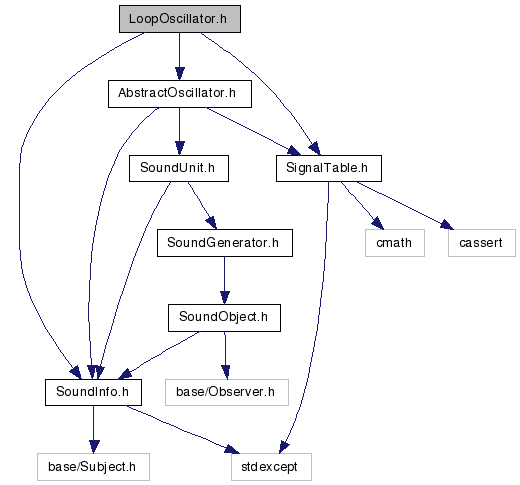 LoopOscillator.h
AbstractOscillator.h
SoundUnit.h
SignalTable.h
SoundGenerator.h
cmath
cassert
SoundObject.h
SoundInfo.h
base/Observer.h
base/Subject.h
stdexcept